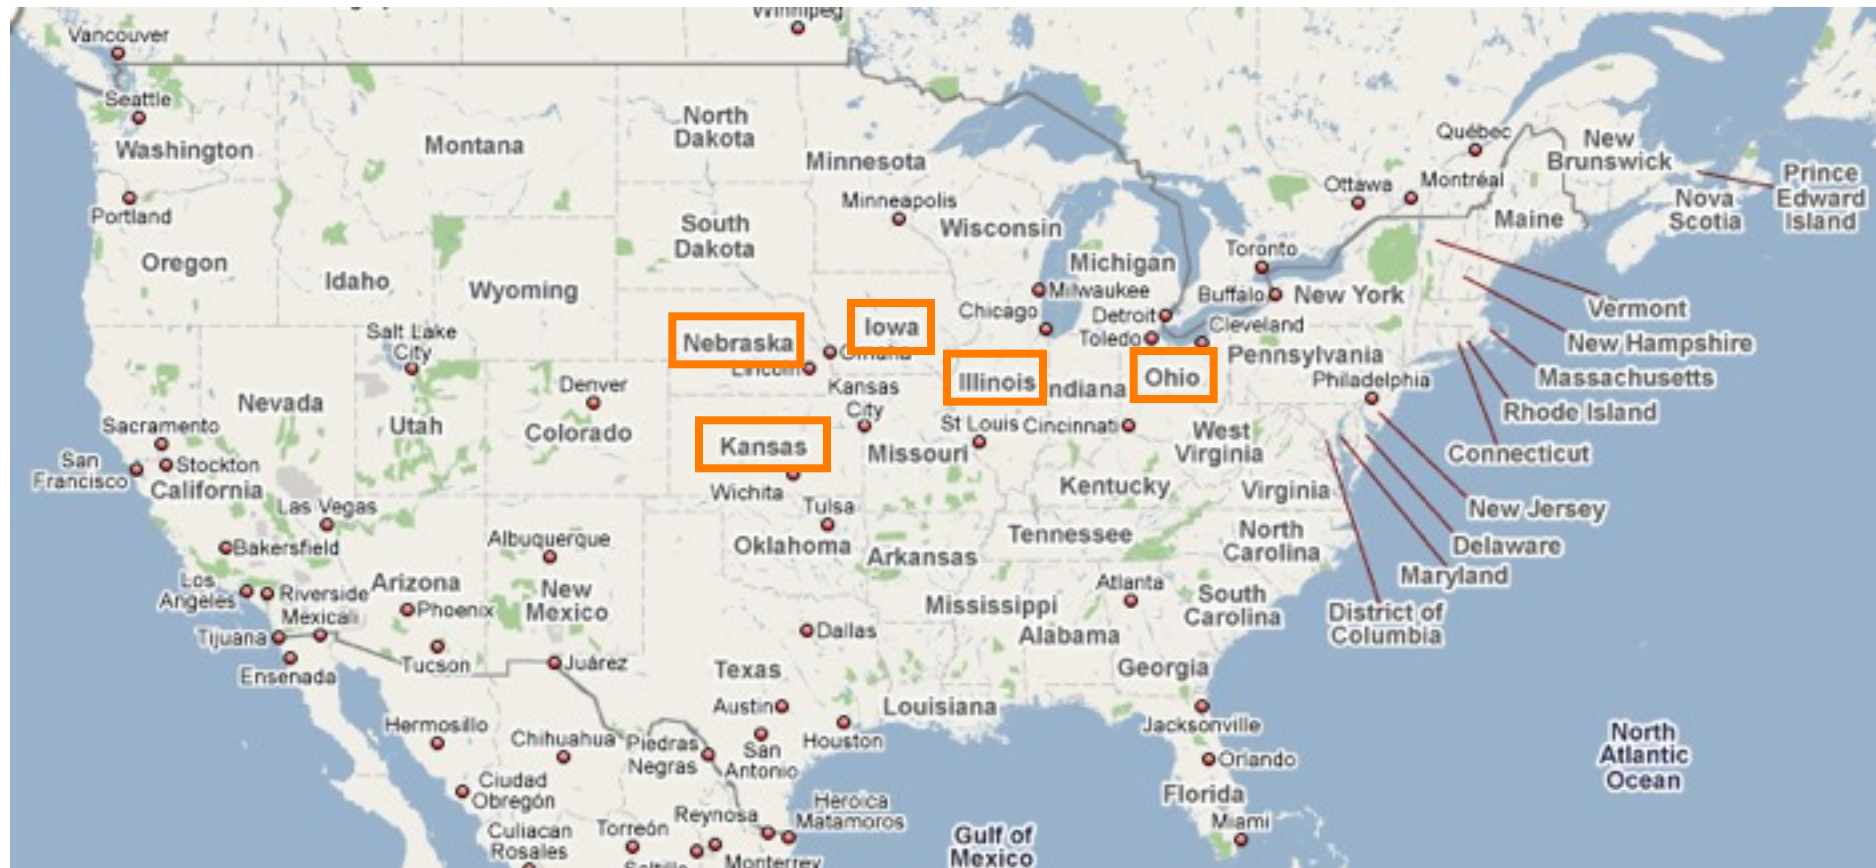 Winnipeg
Vancouver
Seattle
Washington
Montana
North
Dakota
Minnesota
Québec
New
Brunswick
Prince
Edward
Island
Portland
Minneapolis
Ottawa
Montréal
Nova
Scotia
South
Dakota
Wisconsin
Maine
Oregon
Idaho
Wyoming
Michigan
Toronto
Milwaukee
Buffalo
New York
Vermont
Salt Lake
City
Nebraska
Iowa
Chicago
Detroit
Toledo
Cleveland
New Hampshire
Omaha
Lincoln
Pennsylvania
Massachusetts
Denver
Kansas
City
Illinois
Indiana
Ohio
Philadelphia
Rhode Island
Nevada
Sacramento
Utah
Colorado
Kansas
St Louis
Cincinnati
West
Virginia
Connecticut
San
Francisco
Stockton
California
Missouri
Las Vegas
Wichita
Kentucky
Virginia
New Jersey
Tulsa
Bakersfield
Albuquerque
Oklahoma
Arkansas
Tennessee
North
Carolina
Delaware
Los
Angeles
Riverside
Arizona
New
Mexico
Atlanta
South
Carolina
Maryland
Mexicali
Phoenix
Mississippi
Alabama
District of
Columbia
Tijuana
Dallas
Ensenada
Tucson
Juárez
Texas
Georgia
Hermosillo
Austin
Louisiana
Jacksonville
Chihuahua
Piedras
Negras
San
Antonio
Houston
Orlando
North
Atlantic
Ocean
Ciudad
Obregón
Florida
Culiacan
Rosales
Torreón
Reynosa
Heroica
Matamoros
Miami
Saltillo
Monterrey
Gulf of
Mexico